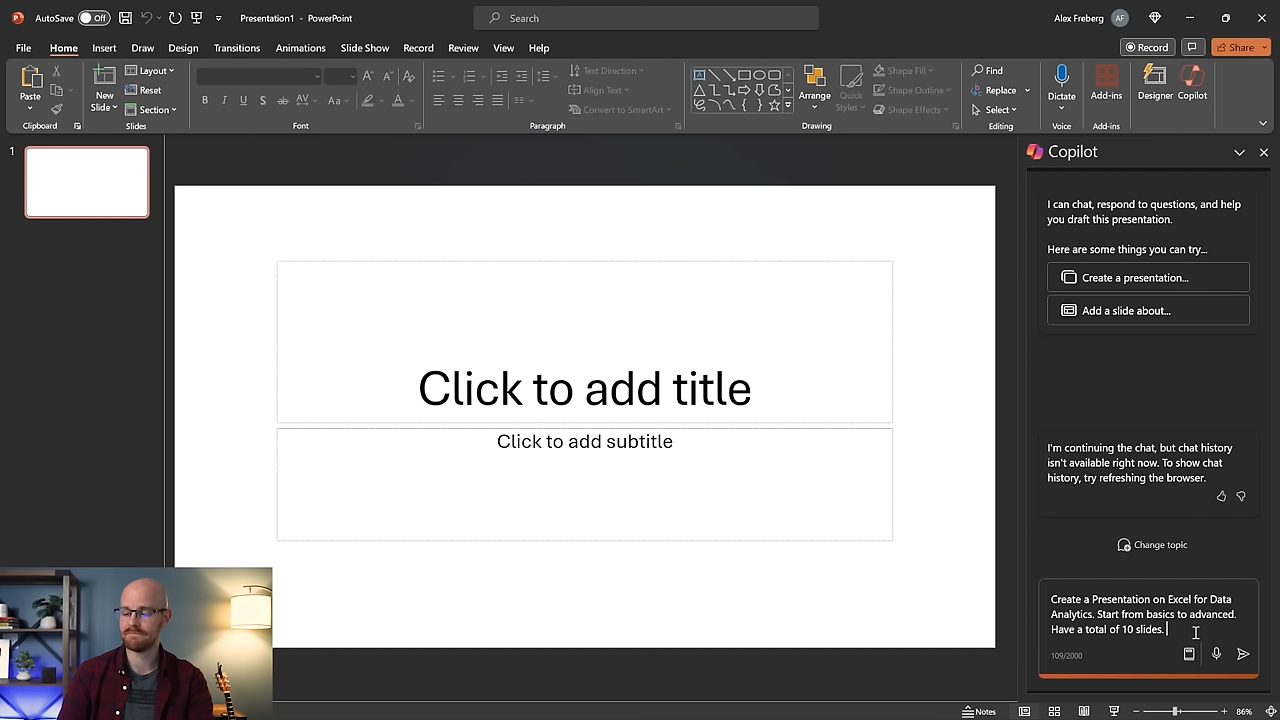 AutoSave Off Presentation1 - PowerPoint Search Alex Freberg AF
File Home Insert Draw Design Transitions Animations Slide Show Record Review View Help Record Share
Paste New Slide Layout Reset Section
B I U S ab AV Aa A
Text Direction Align Text Convert to SmartArt
Arrange Quick Styles Shape Fill Shape Outline Shape Effects
Find Replace Select
Dictate Add-ins Designer Copilot
Clipboard Slides Font Paragraph Drawing Editing Voice Add-ins
1
Click to add title
Click to add subtitle
Copilot
I can chat, respond to questions, and help
you draft this presentation.
Here are some things you can try...
Create a presentation...
Add a slide about...
I'm continuing the chat, but chat history
isn't available right now. To show chat
history, try refreshing the browser.
Change topic
Create a Presentation on Excel for Data
Analytics. Start from basics to advanced.
Have a total of 10 slides.
109/2000
Notes 86%